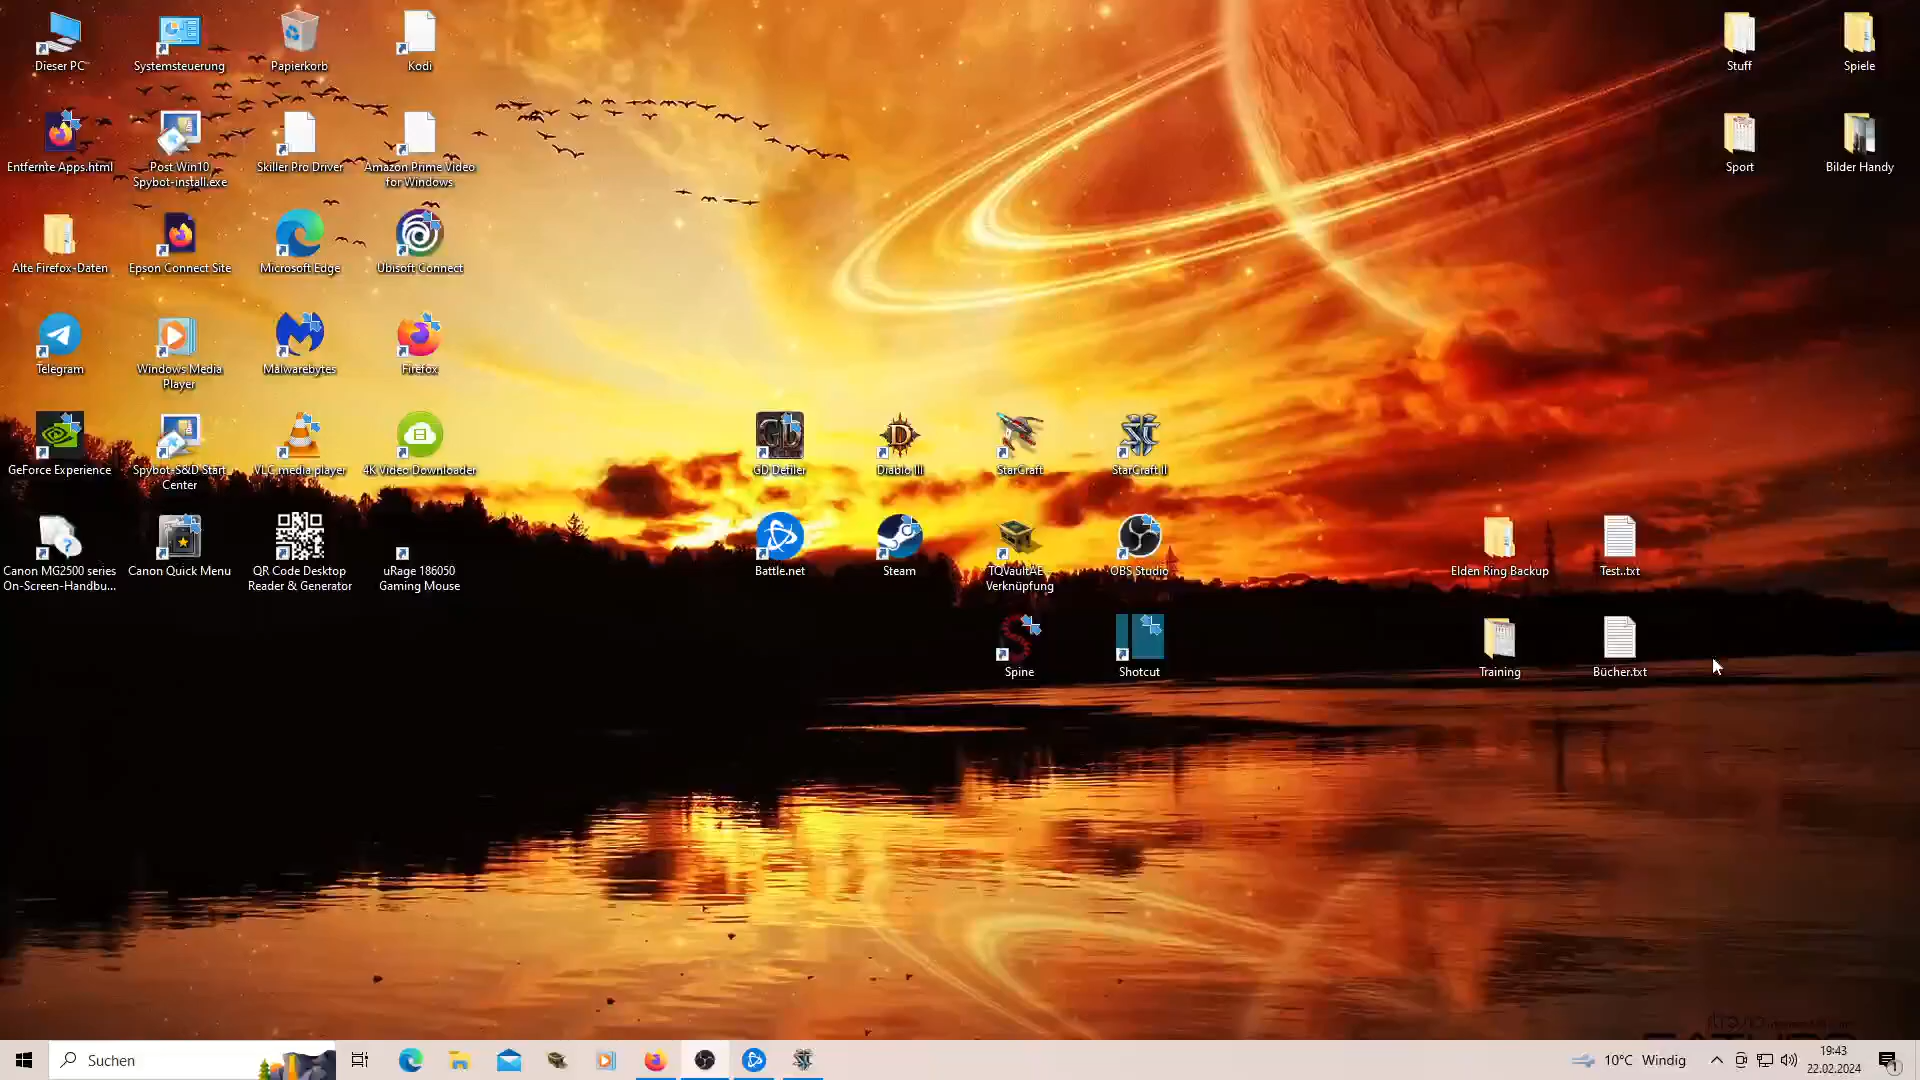 Dieser PC
Systemsteuerung
Papierkorb
Kodi
Stuff
Spiele
Entfernte Apps.html
Post Win10
Spybot-install.exe
Skiller Pro Driver
Amazon Prime Video
for Windows
Sport
Bilder Handy
Alte Firefox-Daten
Epson Connect Site
Microsoft Edge
Ubisoft Connect
Telegram
Windows Media
Player
Malwarebytes
Firefox
GeForce Experience
Spybot-S&D Start
Center
VLC media player
4K Video Downloader
GD Defiler
Diablo III
StarCraft
StarCraft II
Canon MG2500 series
On-Screen-Handbu...
Canon Quick Menu
QR Code Desktop
Reader & Generator
uRage 186050
Gaming Mouse
Battle.net
Steam
TQVaultAE -
Verknüpfung
OBS Studio
Elden Ring Backup
Test..txt
Spine
Shotcut
Training
Bücher.txt
Suchen
10°C Windig
19:43
22.02.2024
1